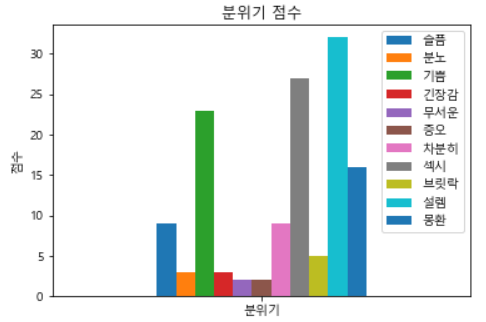 분위기 점수
30
25
20
15
10
5
0
점수
분위기
슬픔
분노
기쁨
긴장감
무서운
증오
차분히
섹시
브릿락
설렘
몽환